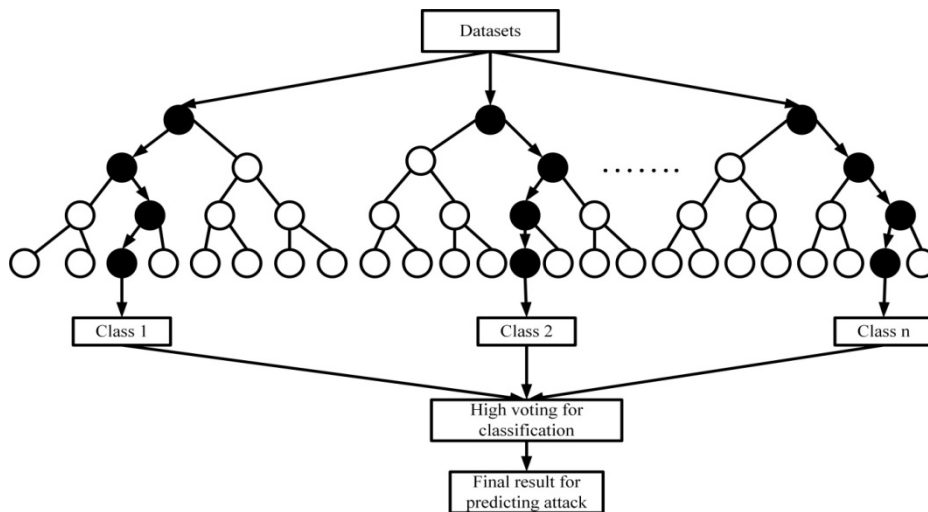 Datasets
.......
Class 1
Class 2
Class n
High voting for
classification
Final result for
predicting attack